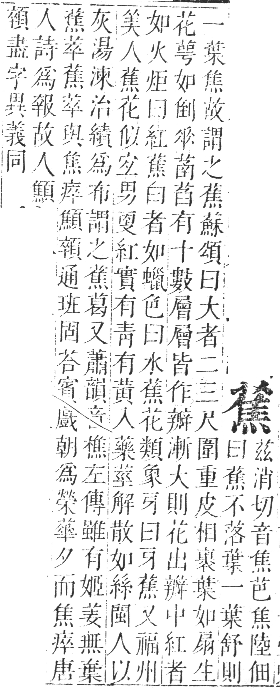 蕉
兹消切音焦芭蕉陸佃
曰蕉不落葉一葉舒則
一葉焦故謂之蕉蘇頌曰大者二三尺圍重皮相裹葉如扇生
花萼如倒垂菡萏有十數層層皆作瓣漸大則花出瓣中紅者
如火炬曰紅蕉白者如蠟色曰水蕉花類象牙曰牙蕉又福州
美人蕉花似空男更紅實有青有黃入藥莖解散如絲閩人以
灰湯湅治績爲布謂之蕉葛又蕭韻音樵左傳雖有姬姜無葉
蕉萃蕉萃與焦瘁顦顇通班固荅賓戲朝爲榮華夕而焦瘁唐
人詩爲報故人顦
顇盡字異義同